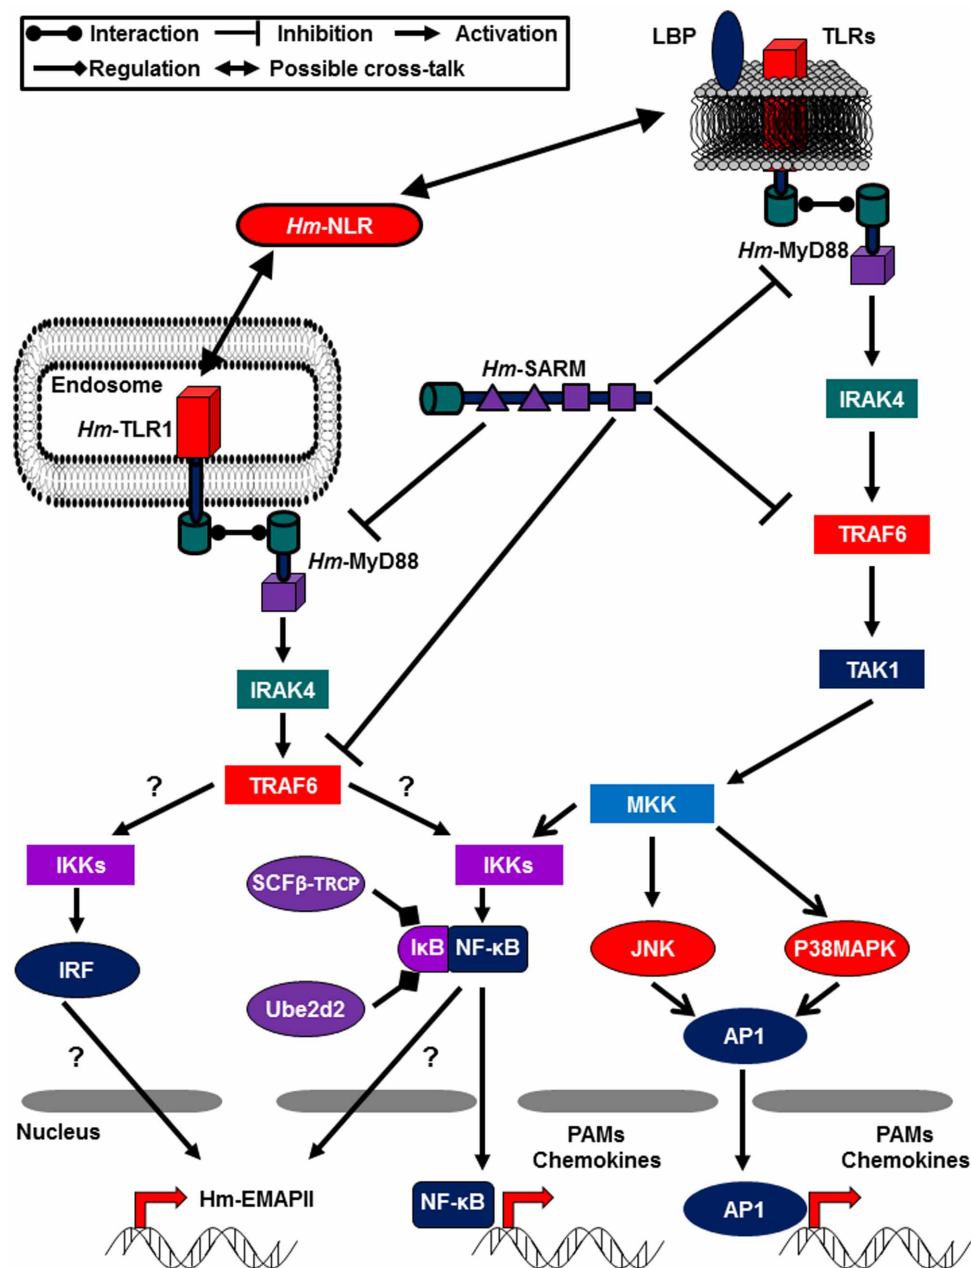 Interaction
Inhibition
Activation
Regulation
Possible cross-talk
LBP
TLRs
Hm-NLR
Hm-MyD88
Endosome
Hm-TLR1
Hm-SARM
IRAK4
Hm-MyD88
TRAF6
IRAK4
TAK1
TRAF6
?
?
MKK
IKKs
IKKs
SCFβ-TRCP
IκB
NF-κB
JNK
P38MAPK
IRF
Ube2d2
AP1
?
?
Nucleus
PAMs
Chemokines
PAMs
Chemokines
Hm-EMAPII
NF-κB
AP1